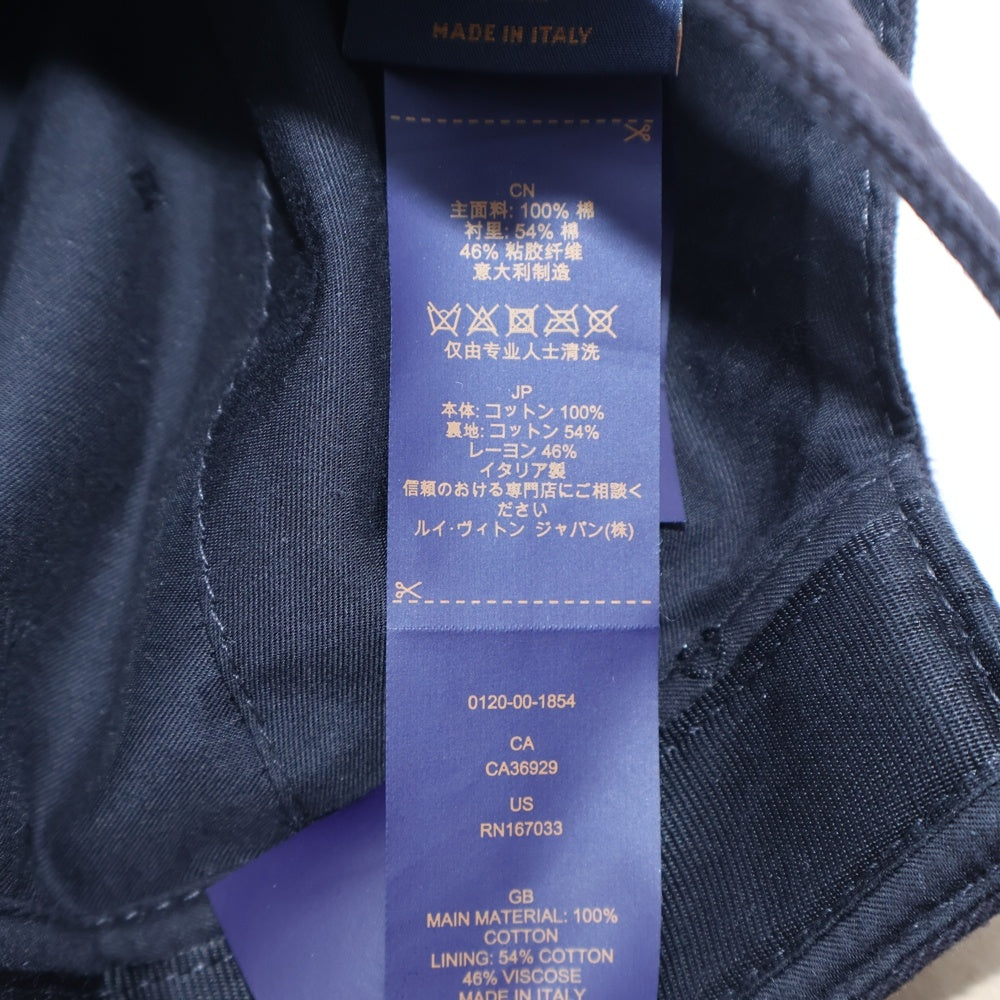 MADE IN ITALY
CN
主面料: 100% 棉
衬里: 54% 棉
46% 粘胶纤维
意大利制造
仅由专业人士清洗
JP
本体: コットン 100%
裏地: コットン 54%
レーヨン 46%
イタリア製
信頼のおける専門店にご相談く
ださい
ルイ·ヴィトン ジャパン(株)
0120-00-1854
CA
CA36929
US
RN167033
GB
MAIN MATERIAL: 100%
COTTON
LINING: 54% COTTON
46% VISCOSE
MADE IN ITALY